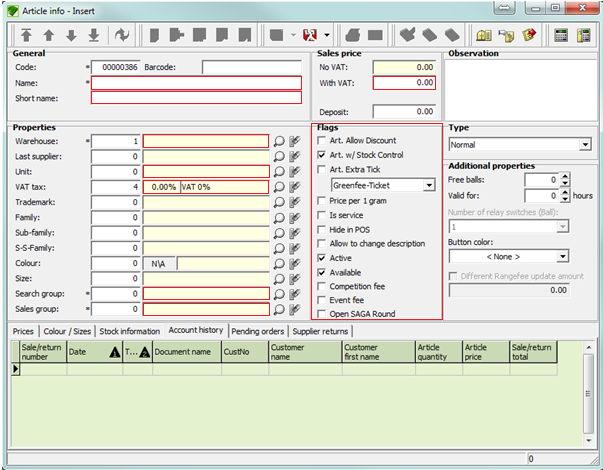 Article info - Insert
General
Code: * 00000386 Barcode:
Name: *
Short name:
Sales price
No VAT: 0.00
With VAT: 0.00
Deposit: 0.00
Observation
Properties
Warehouse: * 1
Last supplier: 0
Unit: 0
VAT tax: 4 0.00% VAT 0%
Trademark: 0
Family: 0
Sub-family: 0
S-S-Family: 0
Colour: 0 N\A
Size: 0
Search group: * 0
Sales group: * 0
Flags
Art. Allow Discount
Art. w/ Stock Control
Art. Extra Tick
Greenfee-Ticket
Price per 1 gram
Is service
Hide in POS
Allow to change description
Active
Available
Competition fee
Event fee
Open SAGA Round
Type
Normal
Additional properties
Free balls: 0
Valid for: 0 hours
Number of relay switches (Ball):
1
Button color:
< None >
Different Rangefee update amount
0.00
Prices Colour / Sizes Stock information Account history Pending orders Supplier returns
Sale/return number Date 1 T... 2 Document name CustNo Customer name Customer first name Article quantity Article price Sale/return total
0